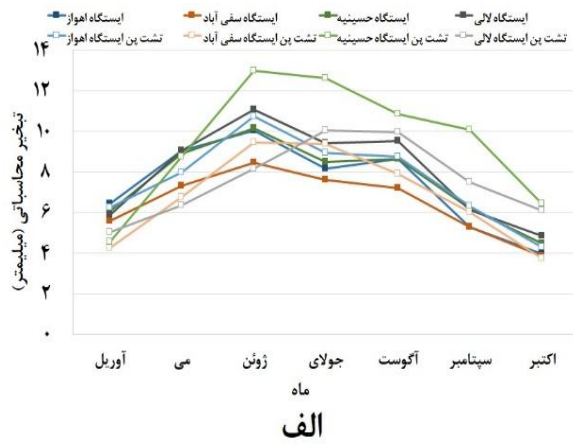 ایستگاه اهواز ایستگاه سفی آباد ایستگاه حسینیه ایستگاه لالی
تشت پن ایستگاه اهواز تشت پن ایستگاه سفی آباد تشت پن ایستگاه حسینیه تشت پن ایستگاه لالی
۱۴
۱۲
۱۰
۸
۶
۴
۲
۰
تبخیر محاسباتی (میلیمتر)
آوریل می ژوئن جولای آگوست سپتامبر اکتبر
ماه
الف